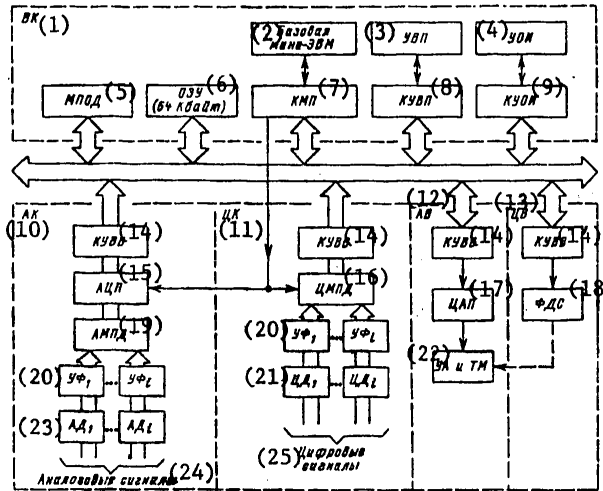 ВК (1)
(2) Базовая мини-ЭВМ
(3) УВП
(4) УОИ
МПОД (5)
ОЗУ (6) (64 Кбайт)
КМП (7)
КУВП (8)
КУОИ (9)
(10) АК
(11) ЦК
(12) АВ
(13) ЦВ
КУВВ (14)
КУВВ (14)
КУВВ (14)
КУВВ (14)
АЦП (15)
ЦМПД (16)
ЦАП (17)
ФДС (18)
АМПД (19)
(20) УФ1 ... УФl
(20) УФ1 ... УФl
(21) ЦД1 ... ЦДl
(22) УА и ТМ
(23) АД1 ... АДl
Аналоговые сигналы (24)
(25) Цифровые
сигналы